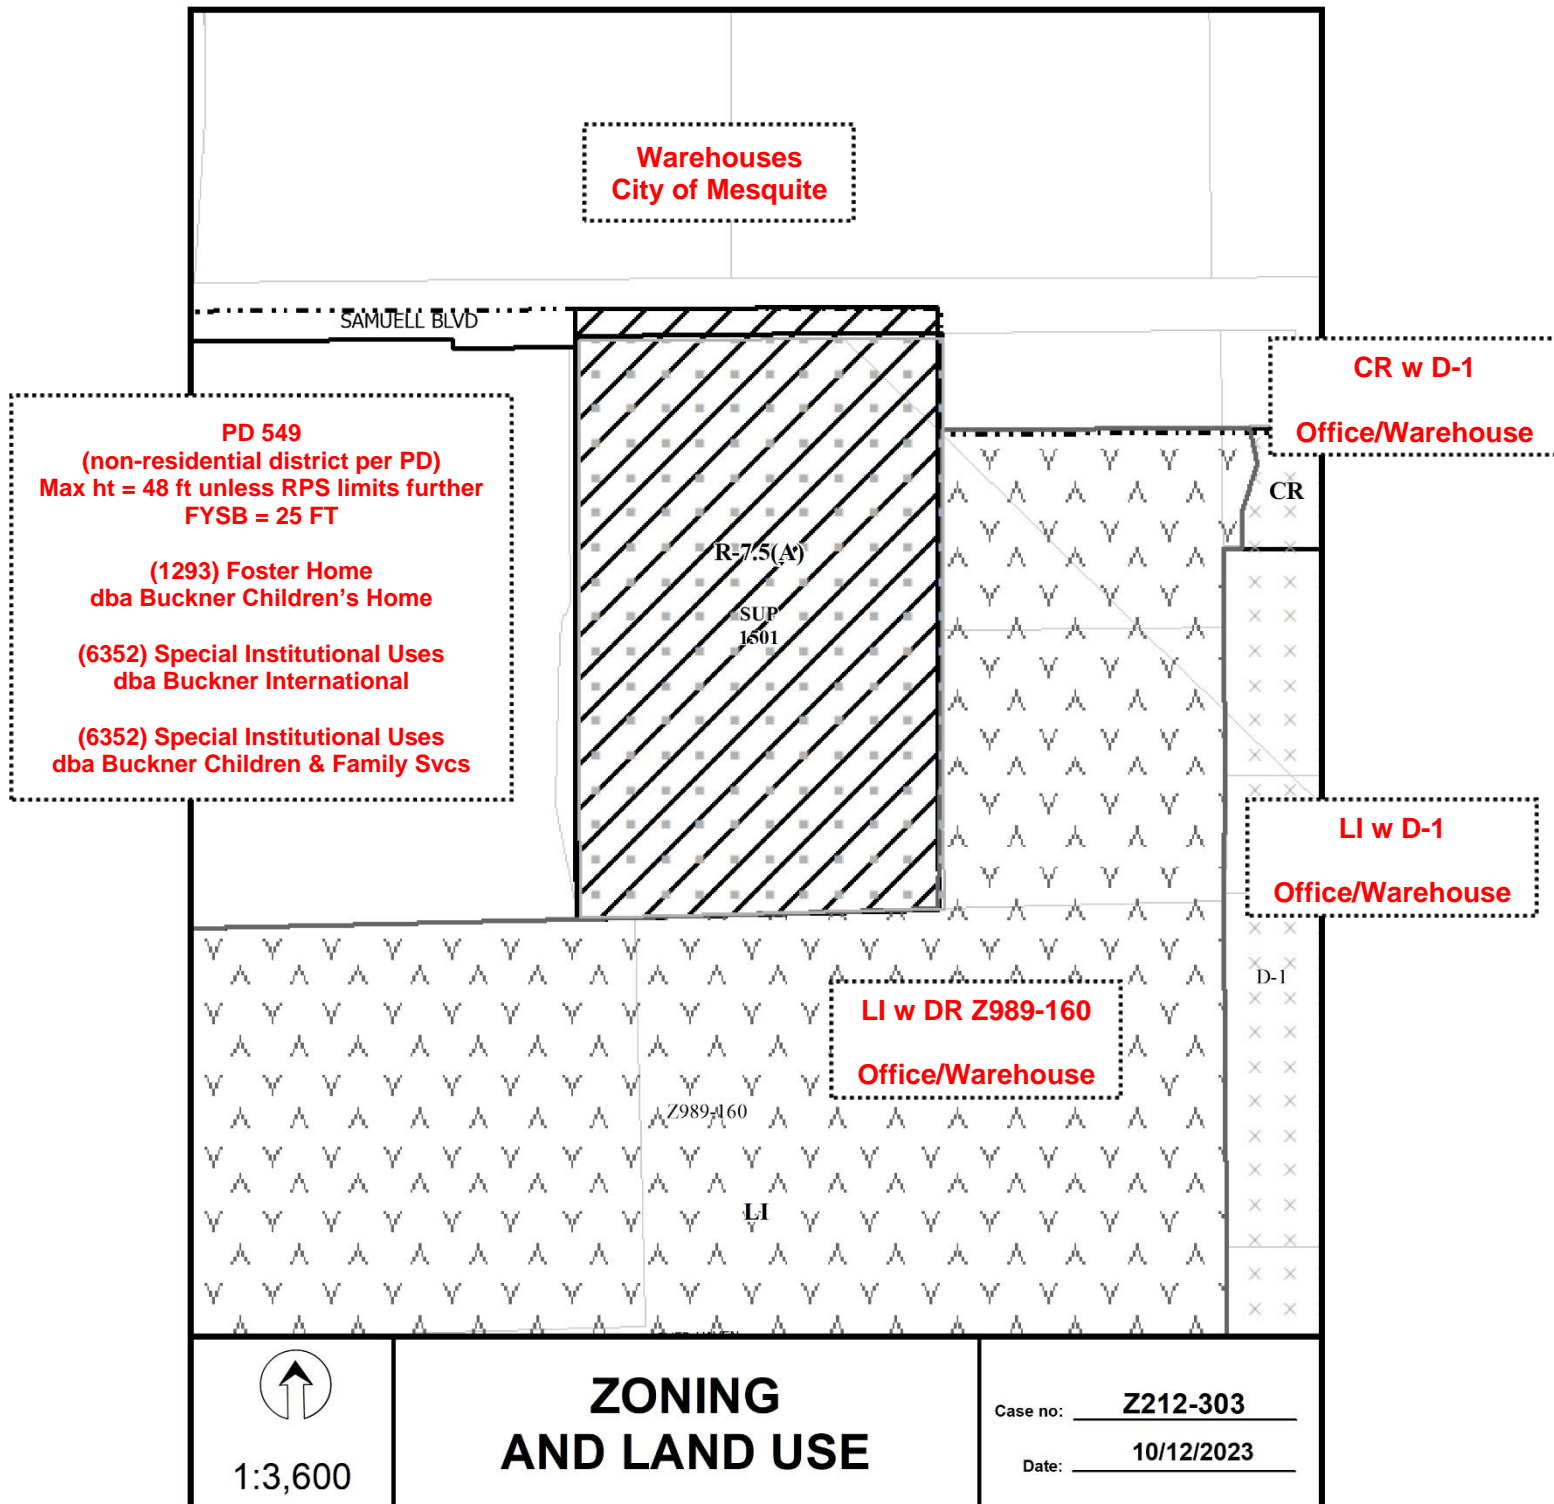 Warehouses
City of Mesquite
SAMUELL BLVD
CR w D-1
Office/Warehouse
PD 549
(non-residential district per PD)
Max ht = 48 ft unless RPS limits further
FYSB = 25 FT
(1293) Foster Home
dba Buckner Children's Home
(6352) Special Institutional Uses
dba Buckner International
(6352) Special Institutional Uses
dba Buckner Children & Family Svcs
CR
R-7.5(A)
SUP
1501
LI w D-1
Office/Warehouse
D-1
LI w DR Z989-160
Office/Warehouse
Z989-160
LI
1:3,600
ZONING
AND LAND USE
Case no: Z212-303
Date: 10/12/2023